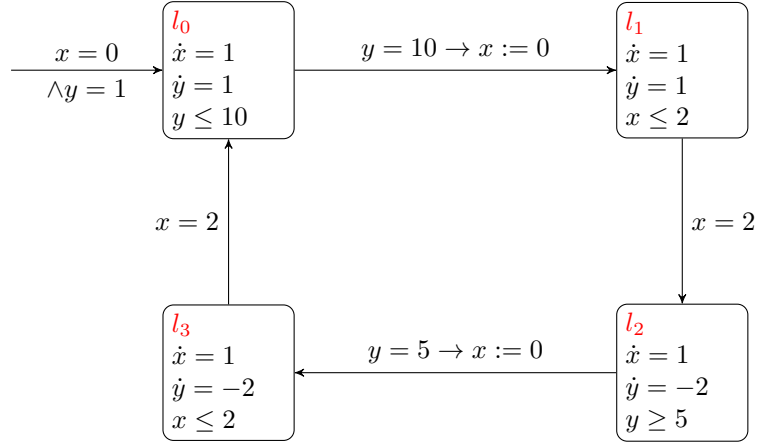 x = 0
∧y = 1
l₀
ẋ = 1
ẏ = 1
y ≤ 10
y = 10 → x := 0
l₁
ẋ = 1
ẏ = 1
x ≤ 2
x = 2
x = 2
l₃
ẋ = 1
ẏ = −2
x ≤ 2
y = 5 → x := 0
l₂
ẋ = 1
ẏ = −2
y ≥ 5